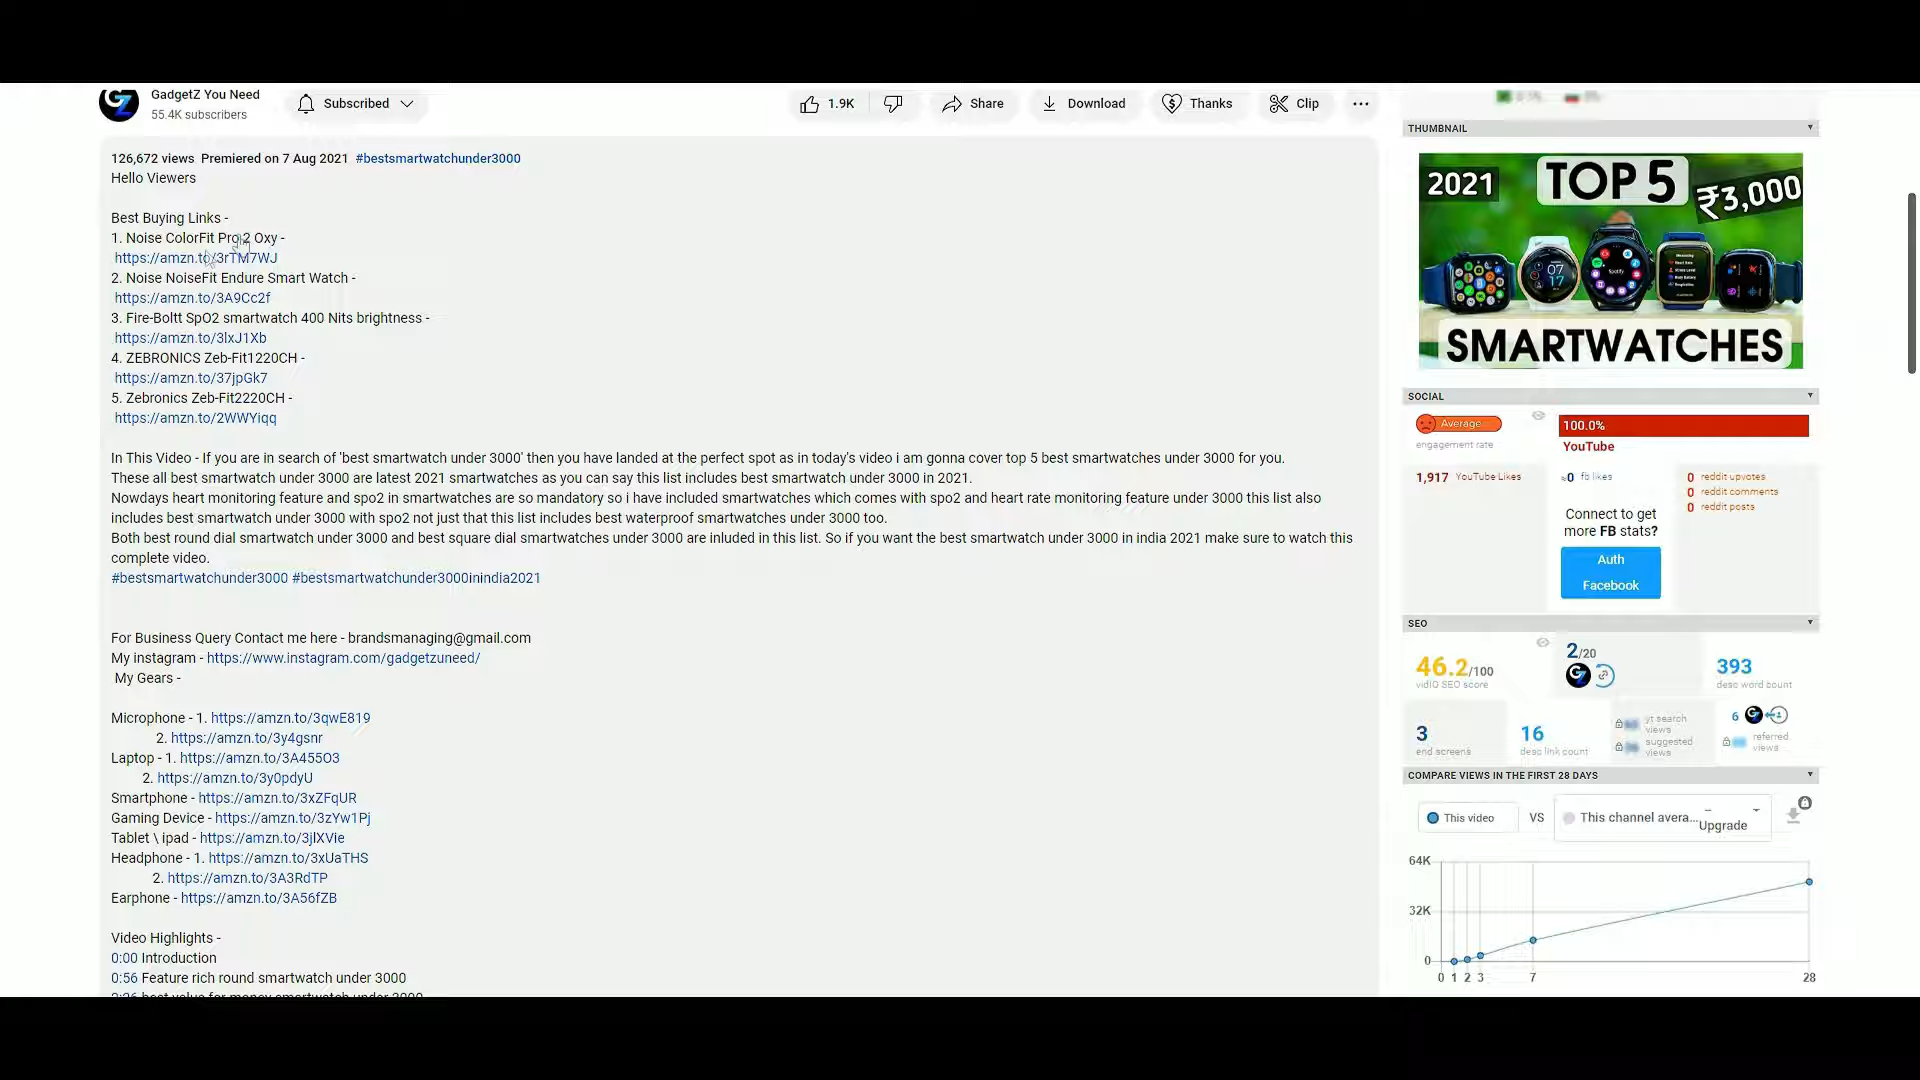 GadgetZ You Need
55.4K subscribers
Subscribed
1.9K
Share
Download
Thanks
Clip
126,672 views Premiered on 7 Aug 2021 #bestsmartwatchunder3000
Hello Viewers
Best Buying Links -
1. Noise ColorFit Pro 2 Oxy -
https://amzn.to/3rTM7WJ
2. Noise NoiseFit Endure Smart Watch -
https://amzn.to/3A9Cc2f
3. Fire-Boltt SpO2 smartwatch 400 Nits brightness -
https://amzn.to/3lxJ1Xb
4. ZEBRONICS Zeb-Fit1220CH -
https://amzn.to/37jpGk7
5. Zebronics Zeb-Fit2220CH -
https://amzn.to/2WWYiqq
In This Video - If you are in search of 'best smartwatch under 3000' then you have landed at the perfect spot as in today's video i am gonna cover top 5 best smartwatches under 3000 for you.
These all best smartwatch under 3000 are latest 2021 smartwatches as you can say this list includes best smartwatch under 3000 in 2021.
Nowdays heart monitoring feature and spo2 in smartwatches are so mandatory so i have included smartwatches which comes with spo2 and heart rate monitoring feature under 3000 this list also
includes best smartwatch under 3000 with spo2 not just that this list includes best waterproof smartwatches under 3000 too.
Both best round dial smartwatch under 3000 and best square dial smartwatches under 3000 are inluded in this list. So if you want the best smartwatch under 3000 in india 2021 make sure to watch this
complete video.
#bestsmartwatchunder3000 #bestsmartwatchunder3000inindia2021
For Business Query Contact me here - brandsmanaging@gmail.com
My instagram - https://www.instagram.com/gadgetzuneed/
My Gears -
Microphone - 1. https://amzn.to/3qwE819
2. https://amzn.to/3y4gsnr
Laptop - 1. https://amzn.to/3A455O3
2. https://amzn.to/3y0pdyU
Smartphone - https://amzn.to/3xZFqUR
Gaming Device - https://amzn.to/3zYw1Pj
Tablet \ ipad - https://amzn.to/3jlXVie
Headphone - 1. https://amzn.to/3xUaTHS
2. https://amzn.to/3A3RdTP
Earphone - https://amzn.to/3A56fZB
Video Highlights -
0:00 Introduction
0:56 Feature rich round smartwatch under 3000
THUMBNAIL
2021
TOP 5
₹3,000
SMARTWATCHES
SOCIAL
Average
engagement rate
100.0%
YouTube
1,917 YouTube Likes
≈0 fb likes
Connect to get
more FB stats?
Auth
Facebook
0 reddit upvotes
0 reddit comments
0 reddit posts
SEO
46.2/100
vidIQ SEO score
2/20
393
desc word count
3
end screens
16
desc link count
yt search
views
suggested
views
6
referred
views
COMPARE VIEWS IN THE FIRST 28 DAYS
This video
VS
This channel avera...
Upgrade
64K
32K
0
0 1 2 3 7 28